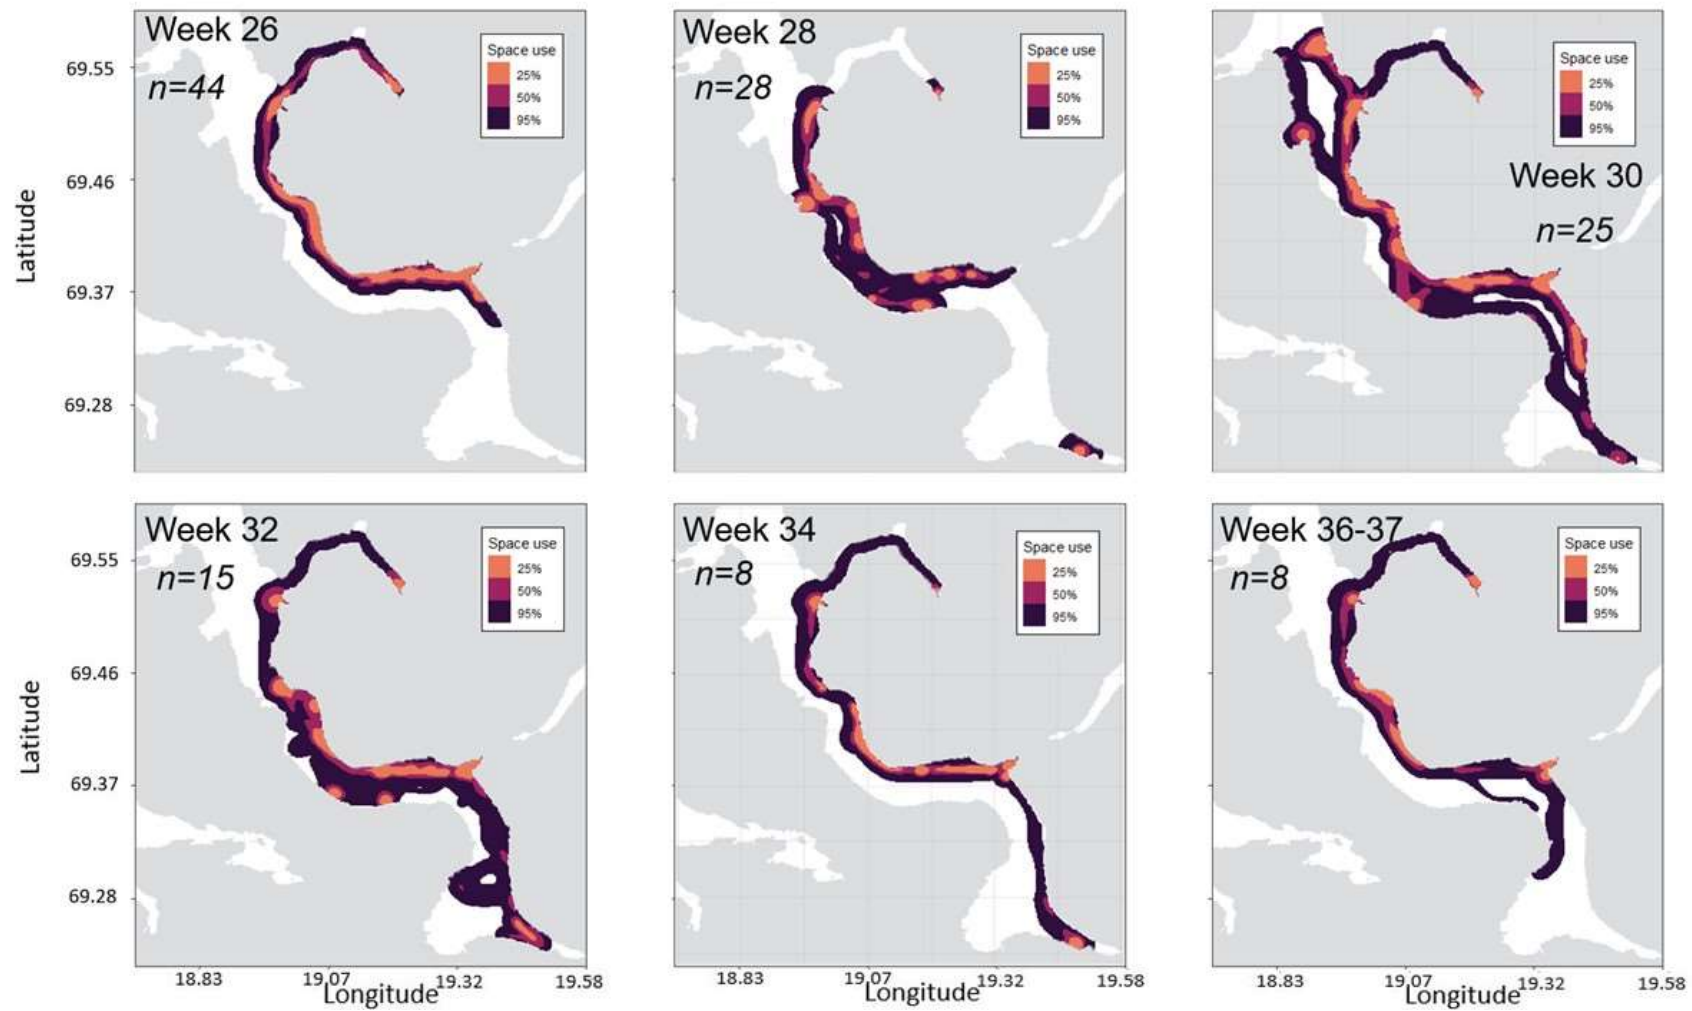 Week 26
n=44
Space use
25%
50%
95%
Week 28
n=28
Space use
25%
50%
95%
Space use
25%
50%
95%
Week 30
n=25
Latitude
69.55
69.46
69.37
69.28
Week 32
n=15
Space use
25%
50%
95%
Week 34
n=8
Space use
25%
50%
95%
Week 36-37
n=8
Space use
25%
50%
95%
Latitude
69.55
69.46
69.37
69.28
18.83 19.07 19.32 19.58
Longitude
18.83 19.07 19.32 19.58
Longitude
18.83 19.07 19.32 19.58
Longitude